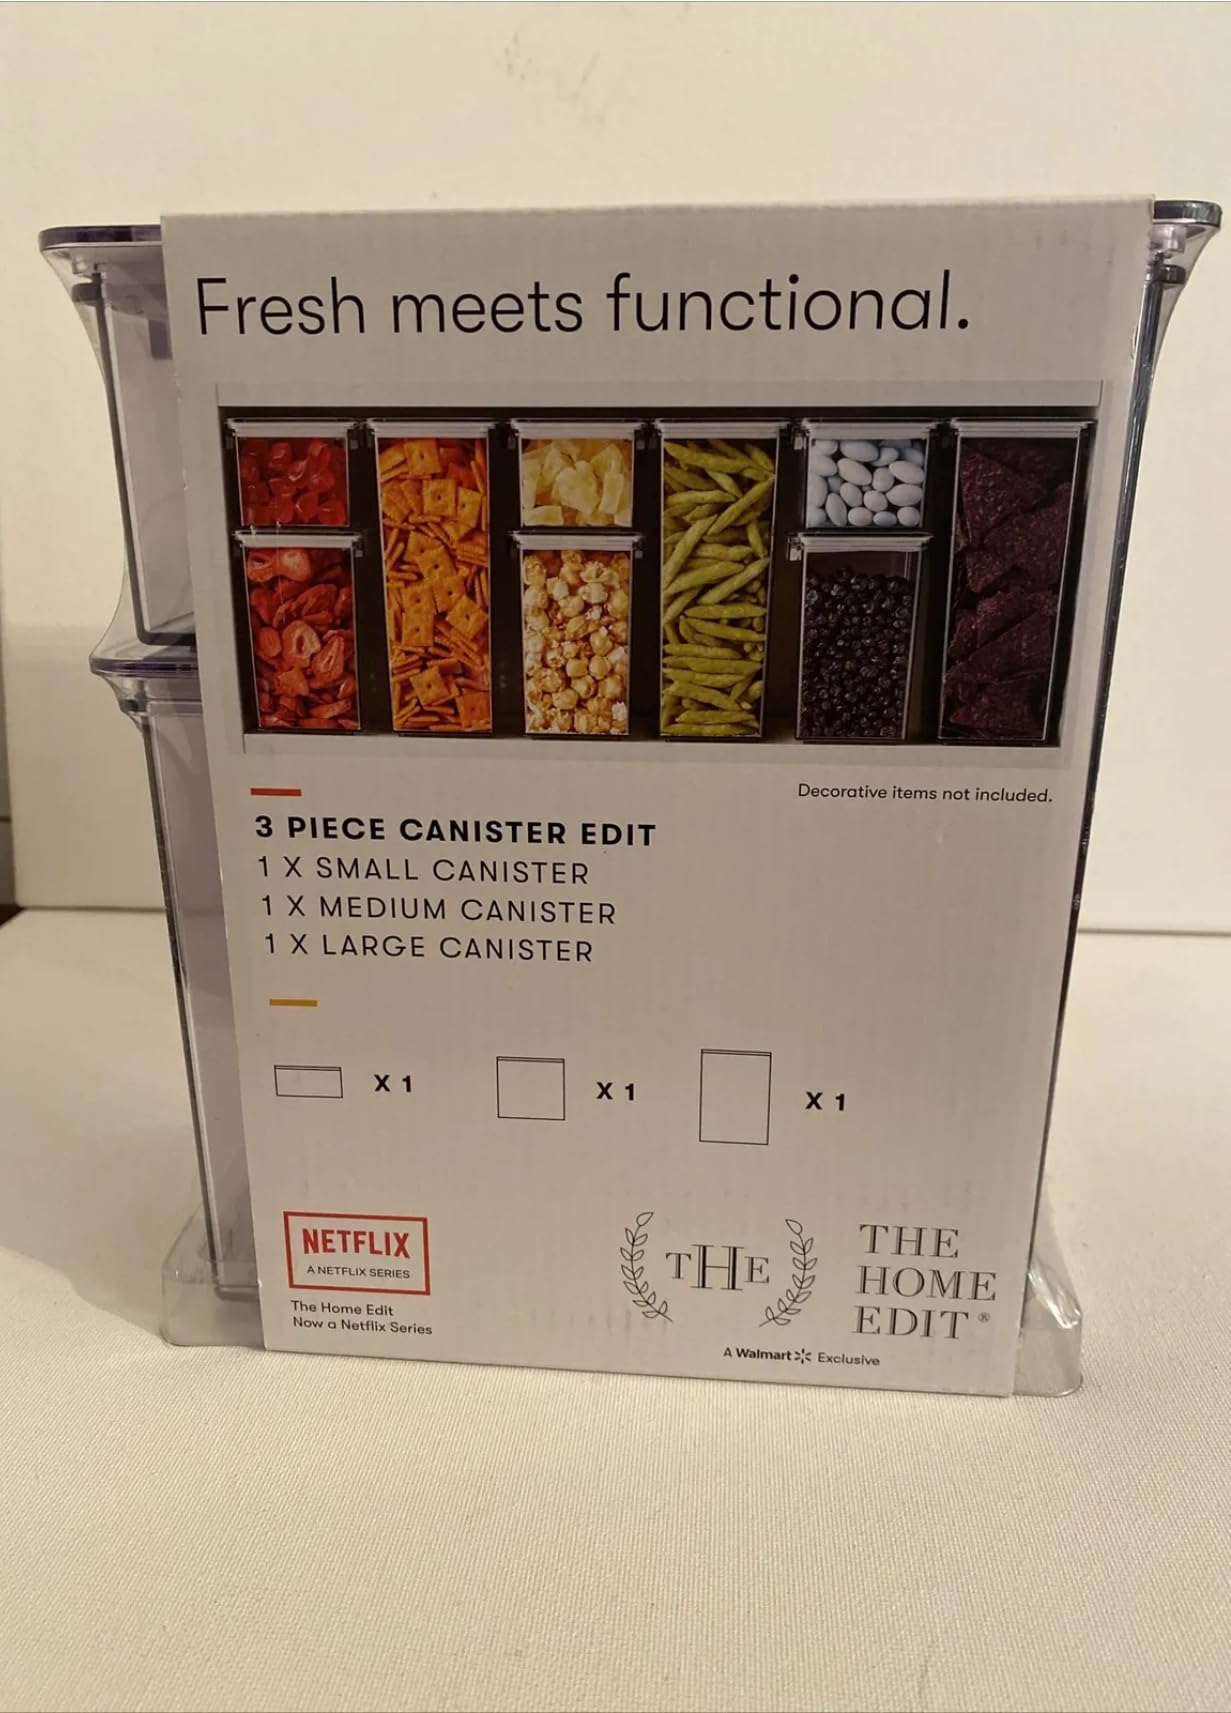 Fresh meets functional.
Decorative items not included.
3 PIECE CANISTER EDIT
1 X SMALL CANISTER
1 X MEDIUM CANISTER
1 X LARGE CANISTER
X 1
X 1
X 1
NETFLIX
A NETFLIX SERIES
The Home Edit
Now a Netflix Series
THE
THE
HOME
EDIT®
A Walmart Exclusive